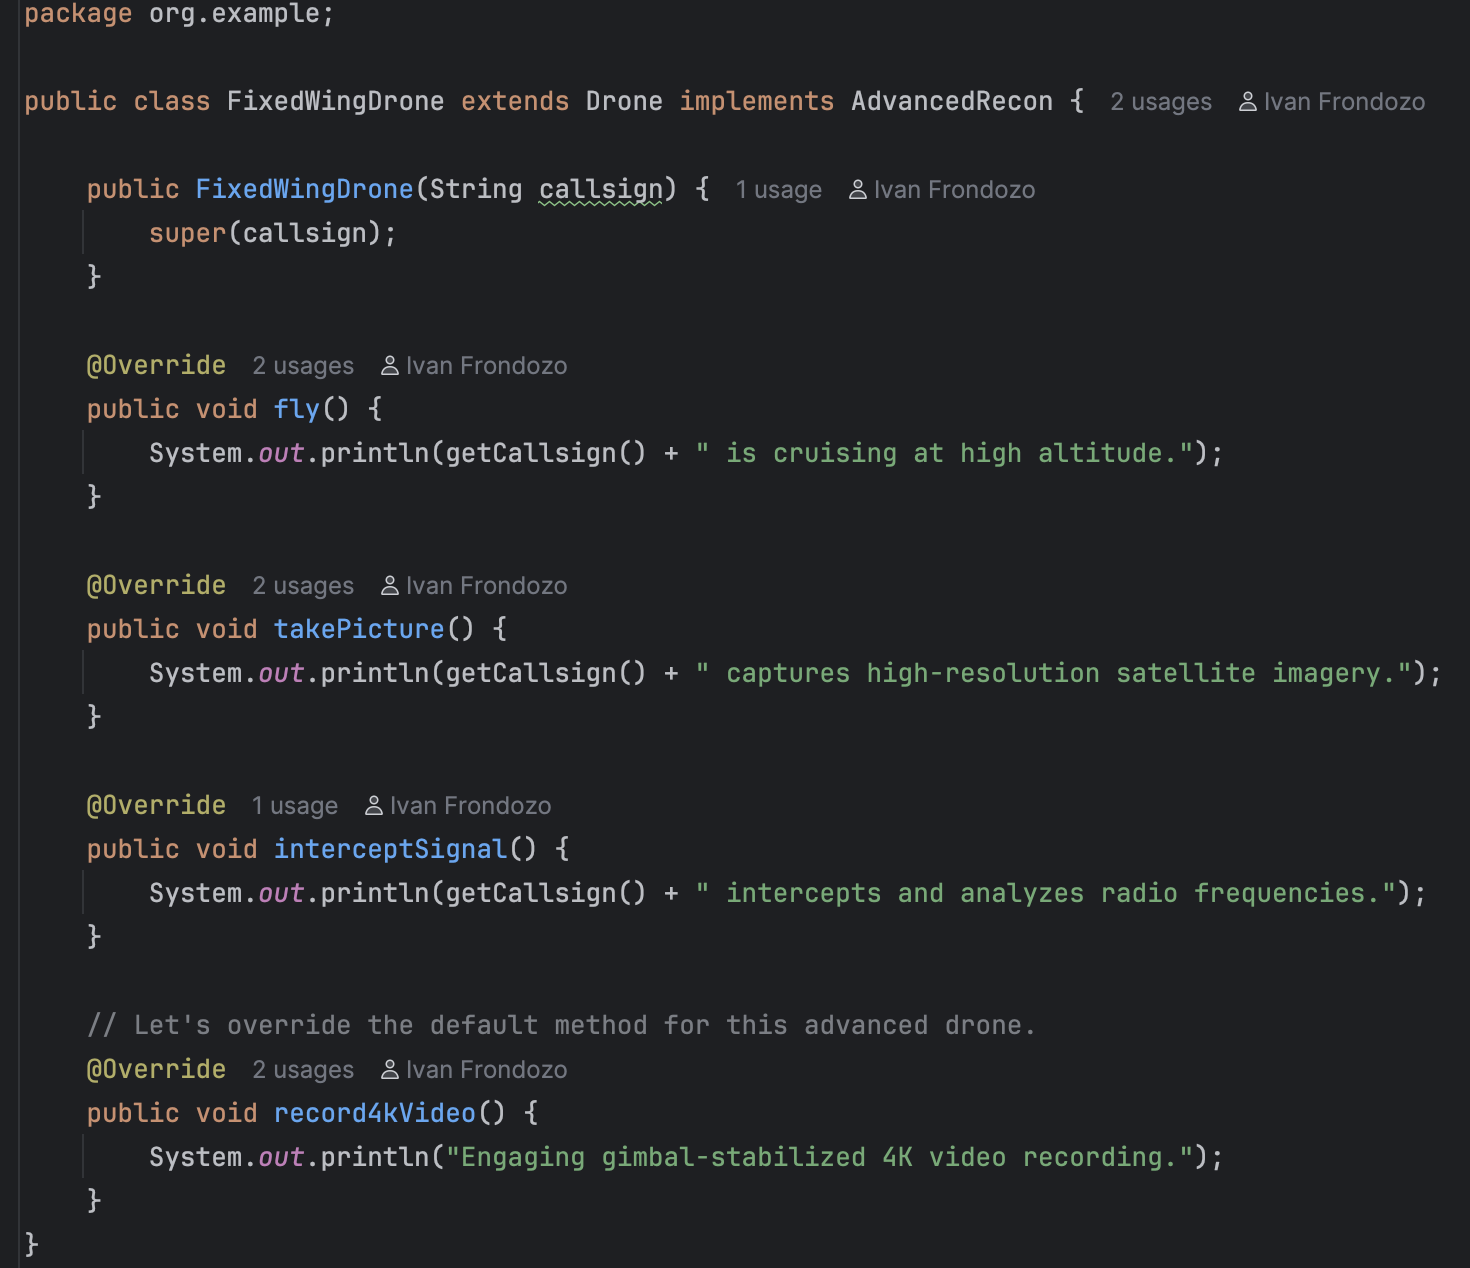 package org.example;
public class FixedWingDrone extends Drone implements AdvancedRecon { 2 usages Ivan Frondozo
public FixedWingDrone(String callsign) { 1 usage Ivan Frondozo
super(callsign);
}
@Override 2 usages Ivan Frondozo
public void fly() {
System.out.println(getCallsign() + " is cruising at high altitude.");
}
@Override 2 usages Ivan Frondozo
public void takePicture() {
System.out.println(getCallsign() + " captures high-resolution satellite imagery.");
}
@Override 1 usage Ivan Frondozo
public void interceptSignal() {
System.out.println(getCallsign() + " intercepts and analyzes radio frequencies.");
}
// Let's override the default method for this advanced drone.
@Override 2 usages Ivan Frondozo
public void record4kVideo() {
System.out.println("Engaging gimbal-stabilized 4K video recording.");
}
}